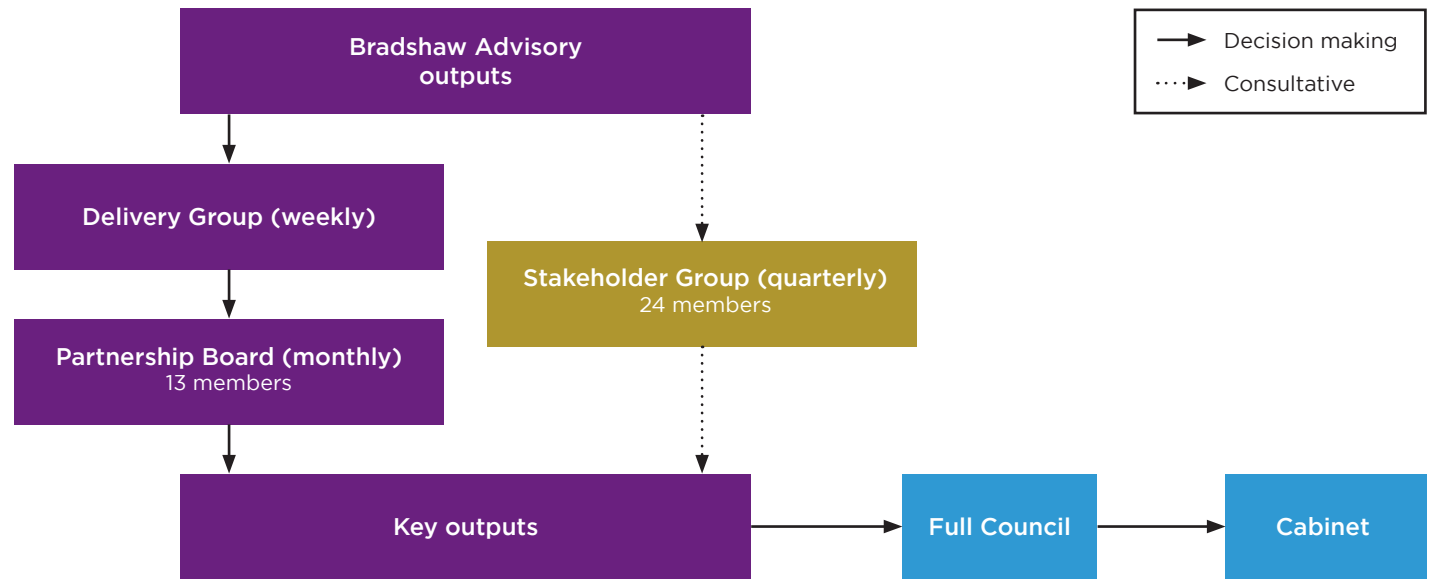 Bradshaw Advisory
outputs
Decision making
Consultative
Delivery Group (weekly)
Stakeholder Group (quarterly)
24 members
Partnership Board (monthly)
13 members
Key outputs
Full Council
Cabinet